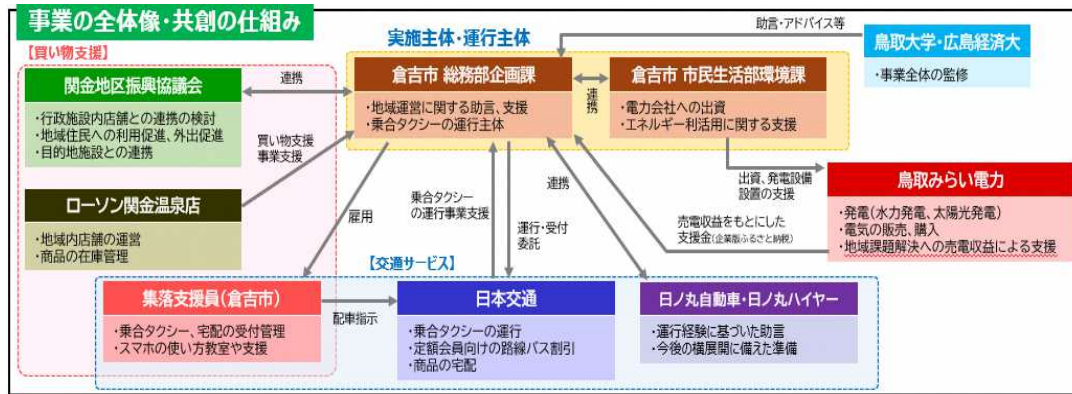 事業の全体像・共創の仕組み
【買い物支援】
実施主体・運行主体
助言・アドバイス等
鳥取大学・広島経済大
・事業全体の監修
関金地区振興協議会
・行政施設内店舗との連携の検討
・地域住民への利用促進、外出促進
・目的地施設との連携
連携
倉吉市 総務部企画課
・地域運営に関する助言、支援
・乗合タクシーの運行主体
連携
倉吉市 市民生活部環境課
・電力会社への出資
・エネルギー利活用に関する支援
買い物支援
事業支援
ローソン関金温泉店
・地域内店舗の運営
・商品の在庫管理
雇用
乗合タクシー
の運行事業支援
運行・受付
委託
連携
出資、発電設備
設置の支援
売電収益をもとにした
支援金(企業版ふるさと納税)
鳥取みらい電力
・発電(水力発電、太陽光発電)
・電気の販売、購入
・地域課題解決への売電収益による支援
【交通サービス】
集落支援員(倉吉市)
・乗合タクシー、宅配の受付管理
・スマホの使い方教室や支援
配車指示
日本交通
・乗合タクシーの運行
・定額会員向けの路線バス割引
・商品の宅配
日ノ丸自動車・日ノ丸ハイヤー
・運行経験に基づいた助言
・今後の横展開に備えた準備